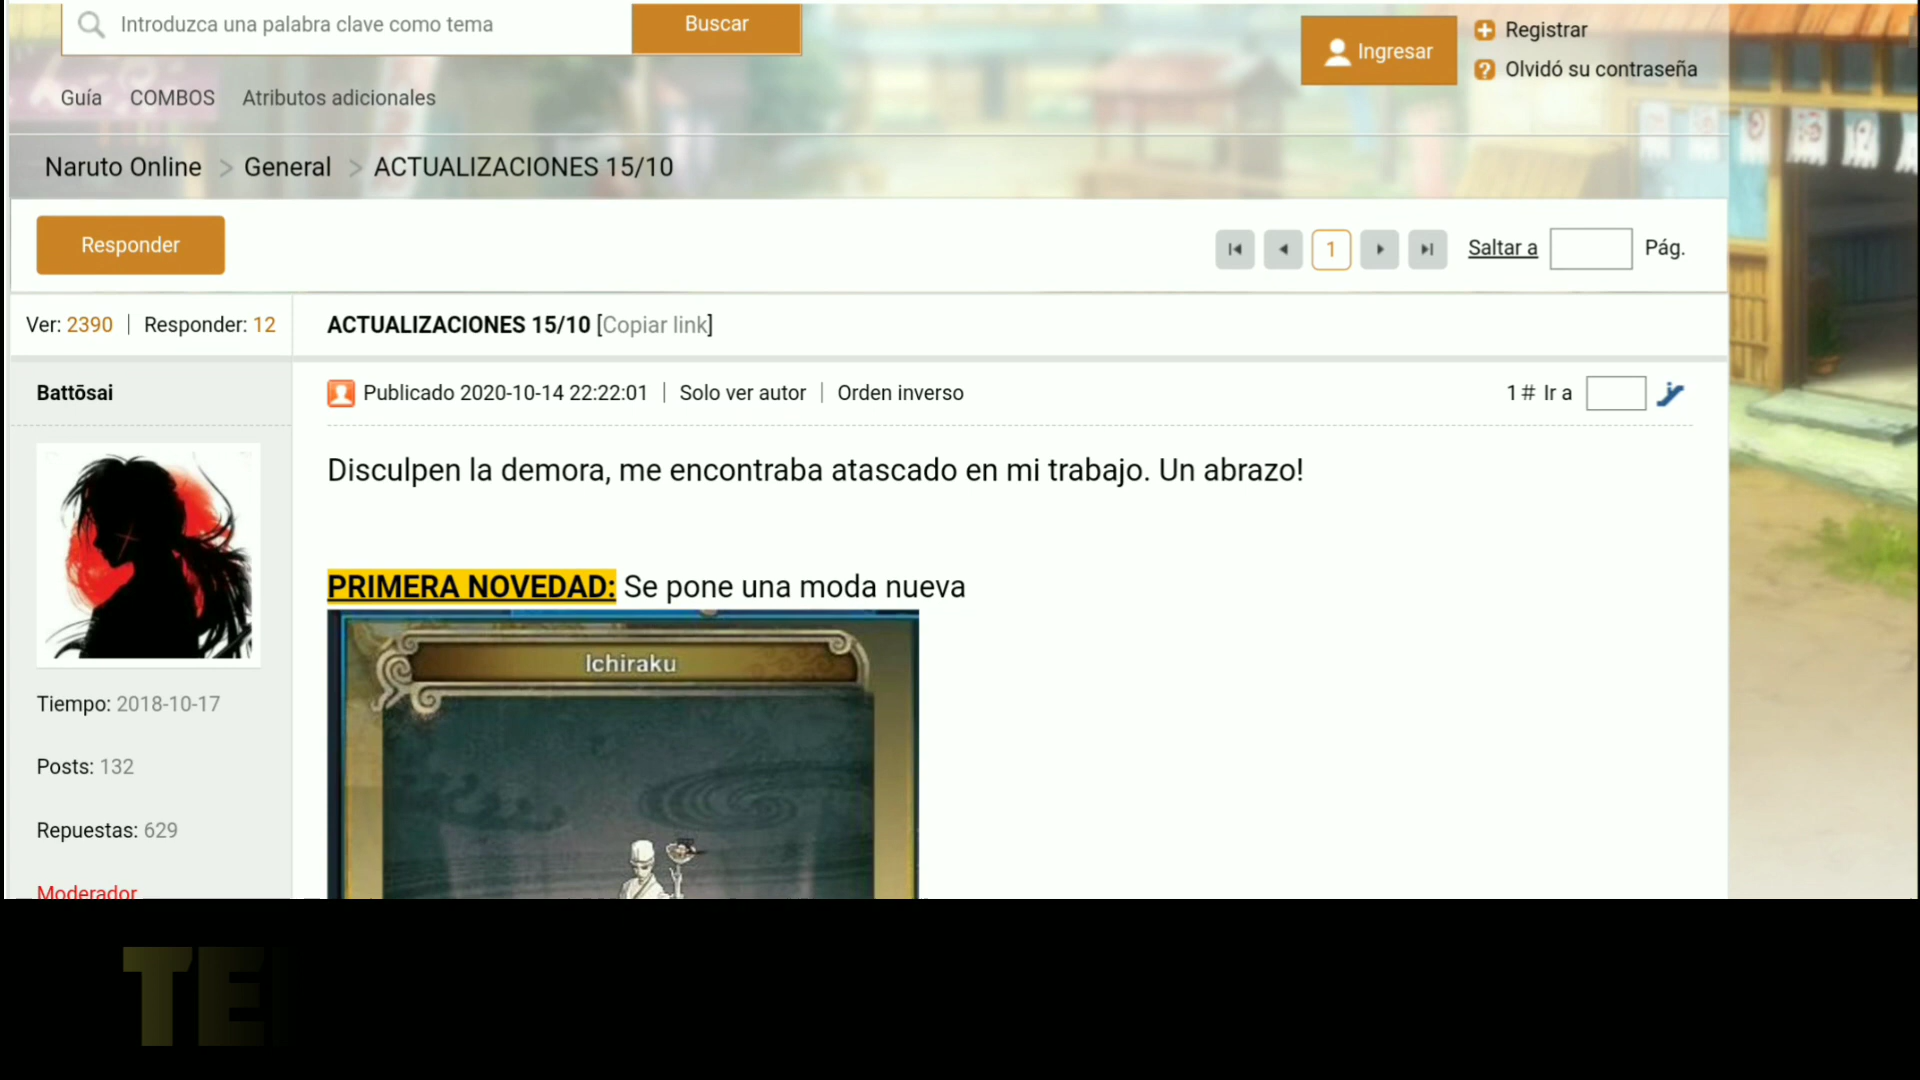 Introduzca una palabra clave como tema
Buscar
Ingresar
Registrar
Olvidó su contraseña
Guía COMBOS Atributos adicionales
Naruto Online > General > ACTUALIZACIONES 15/10
Responder
1 Saltar a Pág.
Ver: 2390 | Responder: 12
ACTUALIZACIONES 15/10 [Copiar link]
Battōsai
Publicado 2020-10-14 22:22:01 | Solo ver autor | Orden inverso
1# Ir a
Disculpen la demora, me encontraba atascado en mi trabajo. Un abrazo!
PRIMERA NOVEDAD: Se pone una moda nueva
Ichiraku
Tiempo: 2018-10-17
Posts: 132
Repuestas: 629
Moderador
TE